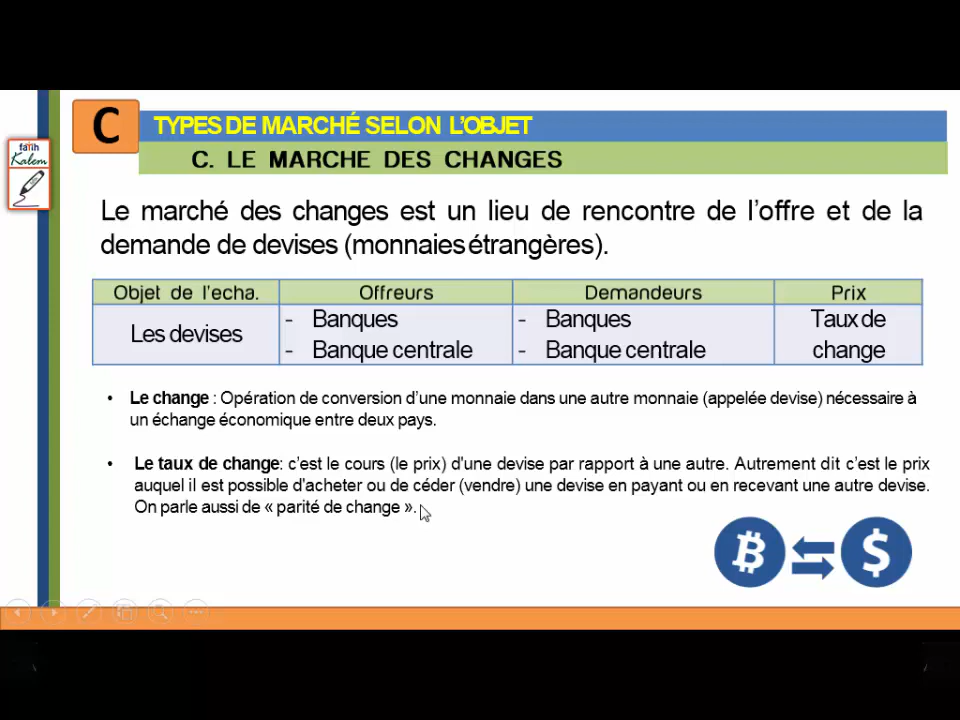 C
TYPES DE MARCHÉ SELON L'OBJET
C. LE MARCHE DES CHANGES
fatih
Kalem
Le marché des changes est un lieu de rencontre de l'offre et de la
demande de devises (monnaies étrangères).
Objet de l'echa. Offreurs Demandeurs Prix
Les devises - Banques - Banques Taux de
- Banque centrale - Banque centrale change
• Le change : Opération de conversion d'une monnaie dans une autre monnaie (appelée devise) nécessaire à
un échange économique entre deux pays.
• Le taux de change: c'est le cours (le prix) d'une devise par rapport à une autre. Autrement dit c'est le prix
auquel il est possible d'acheter ou de céder (vendre) une devise en payant ou en recevant une autre devise.
On parle aussi de « parité de change ».